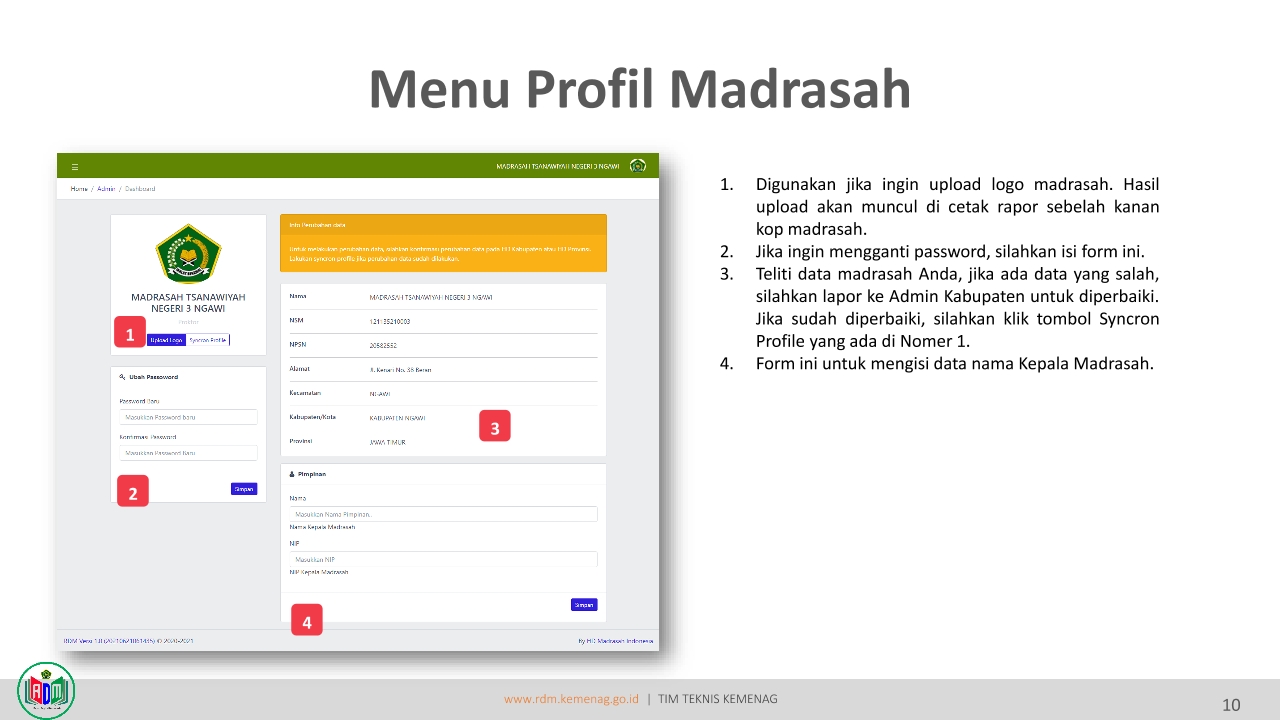 Menu Profil Madrasah
☰
MADRASAH TSANAWIYAH NEGERI 3 NGAWI
Home / Admin / Dashboard
MADRASAH TSANAWIYAH
NEGERI 3 NGAWI
Proktor
1
Upload Logo
Syncron Profile
Ubah Password
Password Baru
Masukkan Password baru
Konfirmasi Password
Masukkan Password Baru
2
Simpan
Info Perubahan data
Untuk melakukan perubahan data, silahkan konfirmasi perubahan data pada HD Kabupaten atau HD Provinsi.
Lakukan syncron profile jika perubahan data sudah dilakukan.
Nama MADRASAH TSANAWIYAH NEGERI 3 NGAWI
NSM 121135210003
NPSN 20582552
Alamat Beran
Kecamatan NGAWI
Kabupaten/Kota KABUPATEN NGAWI
3
Provinsi JAWA TIMUR
Pimpinan
Nama
Masukkan Nama Pimpinan..
Nama Kepala Madrasah
NIP
Masukkan NIP
NIP Kepala Madrasah
Simpan
4
RDM Versi 1.0 © 2020-2021
By HD Madrasah Indonesia
1. Digunakan jika ingin upload logo madrasah. Hasil
upload akan muncul di cetak rapor sebelah kanan
kop madrasah.
2. Jika ingin mengganti password, silahkan isi form ini.
3. Teliti data madrasah Anda, jika ada data yang salah,
silahkan lapor ke Admin Kabupaten untuk diperbaiki.
Jika sudah diperbaiki, silahkan klik tombol Syncron
Profile yang ada di Nomer 1.
4. Form ini untuk mengisi data nama Kepala Madrasah.
RDM
www.rdm.kemenag.go.id | TIM TEKNIS KEMENAG
10